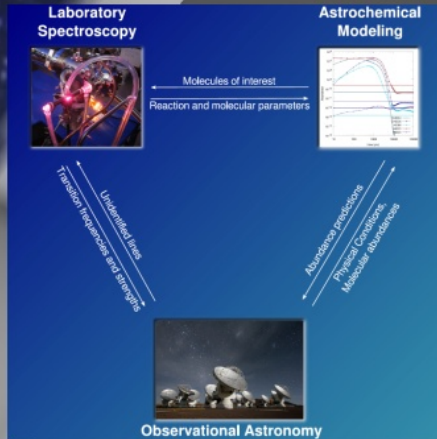 Laboratory
Spectroscopy
Astrochemical
Modeling
Molecules of interest
Reaction and molecular parameters
Unidentified lines
Transition frequencies and strengths
Abundance predictions
Physical Conditions,
Molecular abundances
Observational Astronomy